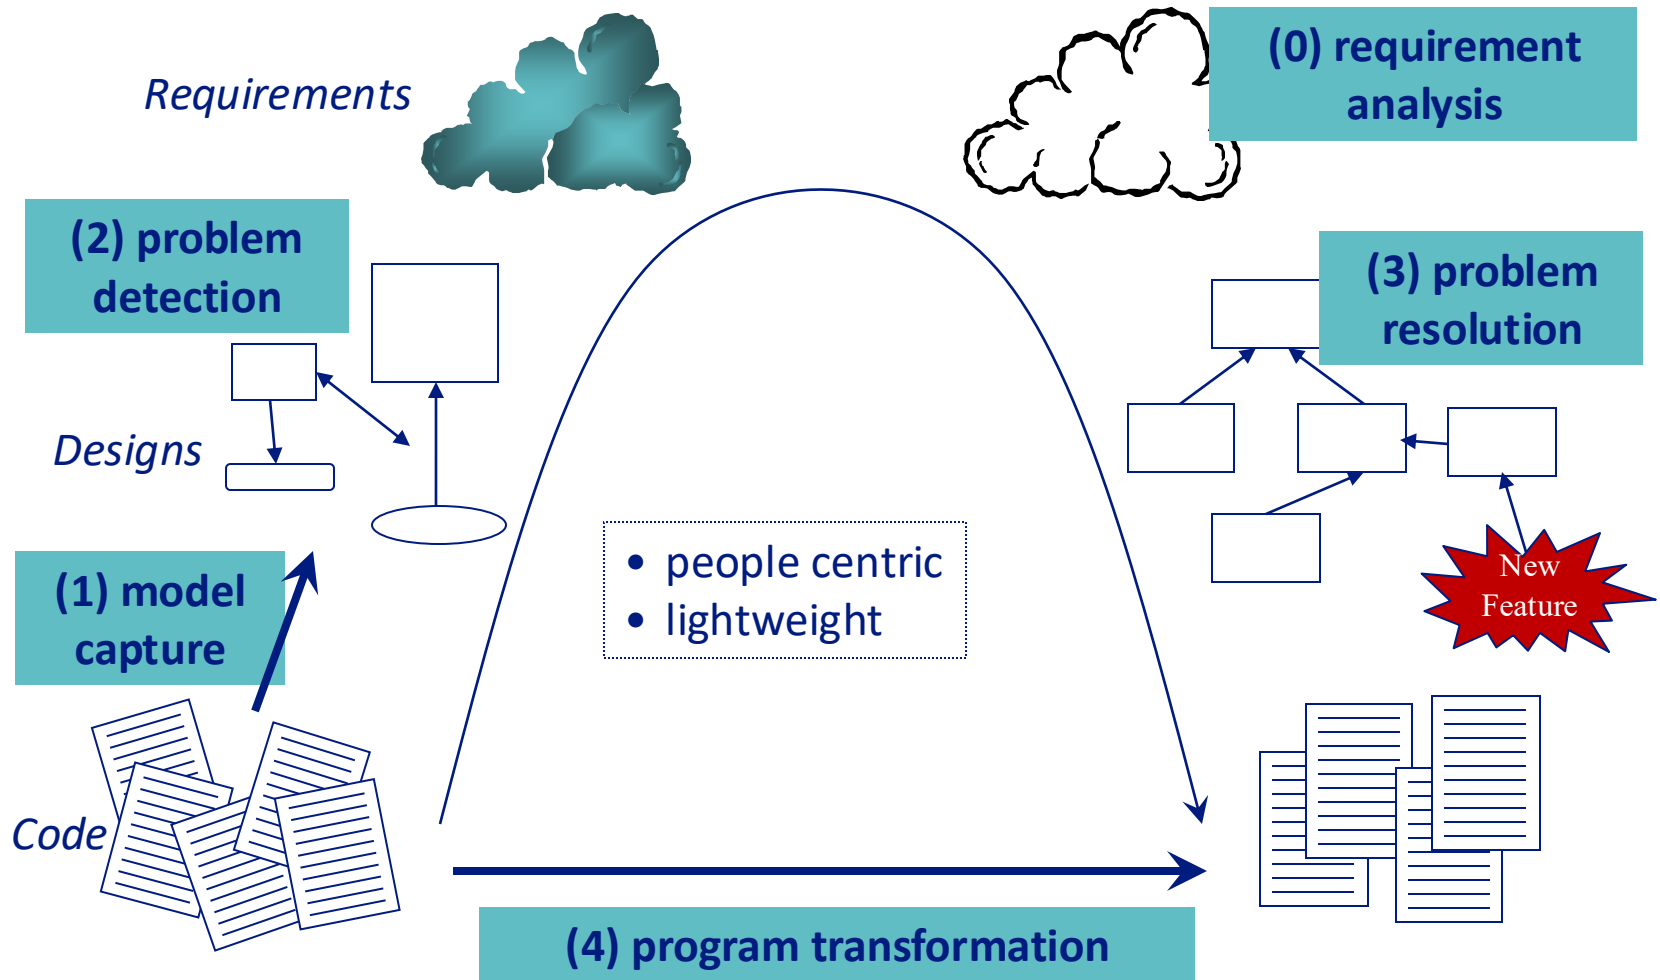 Requirements
(0) requirement
analysis
(2) problem
detection
(3) problem
resolution
Designs
• people centric
• lightweight
New
Feature
(1) model
capture
Code
(4) program transformation